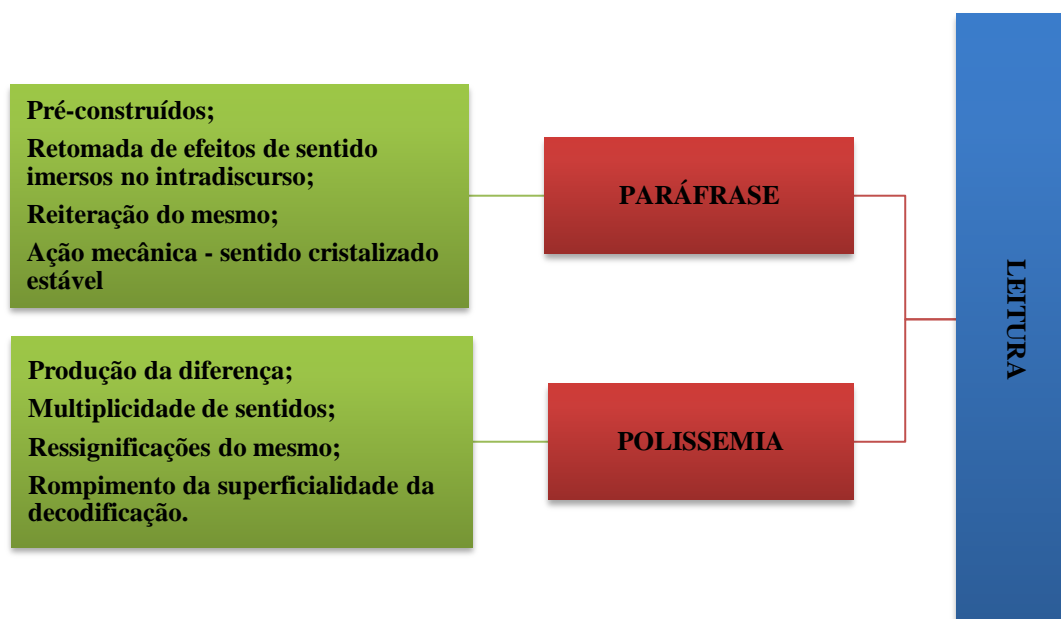 Pré-construídos;
Retomada de efeitos de sentido
imersos no intradiscurso;
Reiteração do mesmo;
Ação mecânica - sentido cristalizado
estável
PARÁFRASE
Produção da diferença;
Multiplicidade de sentidos;
Ressignificações do mesmo;
Rompimento da superficialidade da
decodificação.
POLISSEMIA
LEITURA